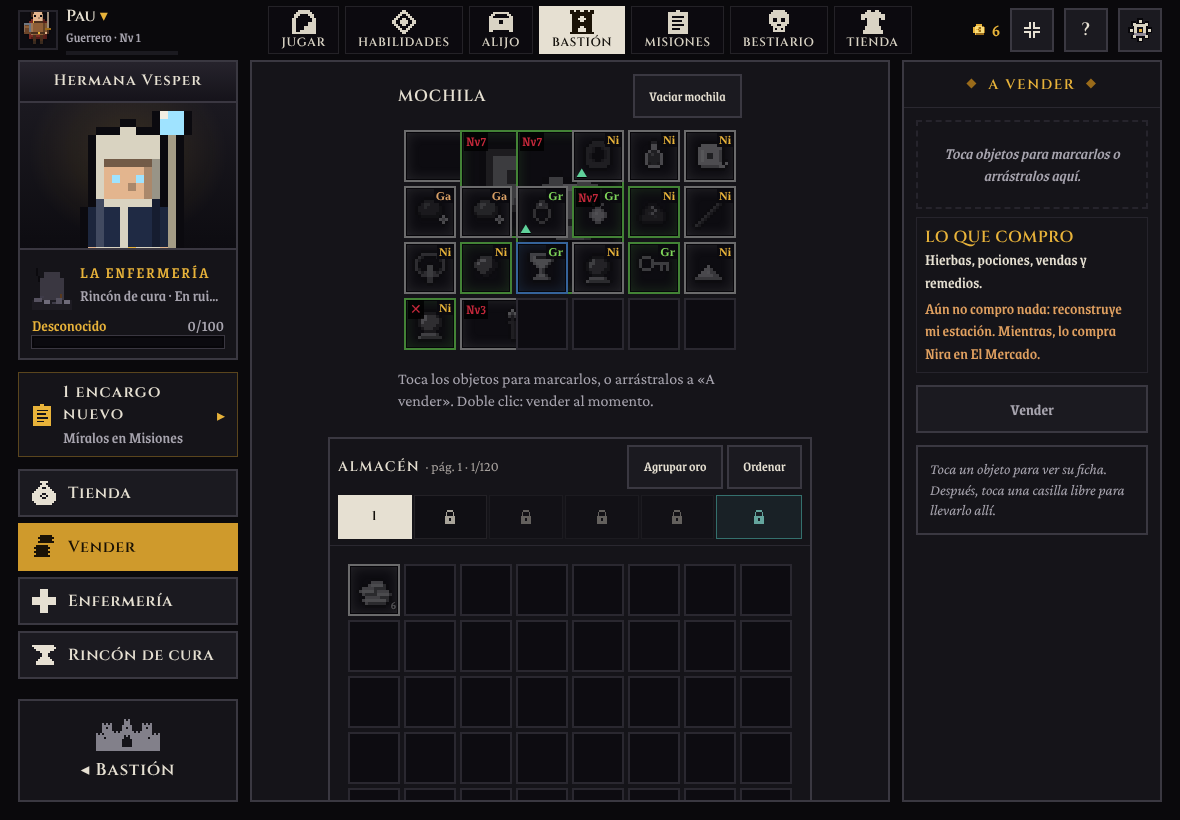 Pau ▼
Guerrero · Nv 1
JUGAR
HABILIDADES
ALIJO
BASTIÓN
MISIONES
BESTIARIO
TIENDA
6
?
Hermana Vesper
LA ENFERMERÍA
Rincón de cura · En rui...
Desconocido 0/100
1 ENCARGO NUEVO
Míralos en Misiones
Tienda
Vender
Enfermería
Rincón de cura
◂ Bastión
MOCHILA
Vaciar mochila
Nv7 Nv7 Ni Ni Ni
Ga Ga Gr Nv7 Gr Ni Ni
Ni Ni Gr Ni Gr Ni
✕ Ni Nv3
Toca los objetos para marcarlos, o arrástralos a «A
vender». Doble clic: vender al momento.
ALMACÉN · pág. 1 · 1/120
Agrupar oro
Ordenar
1
6
A VENDER
Toca objetos para marcarlos o
arrástralos aquí.
LO QUE COMPRO
Hierbas, pociones, vendas y
remedios.
Aún no compro nada: reconstruye
mi estación. Mientras, lo compra
Nira en El Mercado.
Vender
Toca un objeto para ver su ficha.
Después, toca una casilla libre para
llevarlo allí.